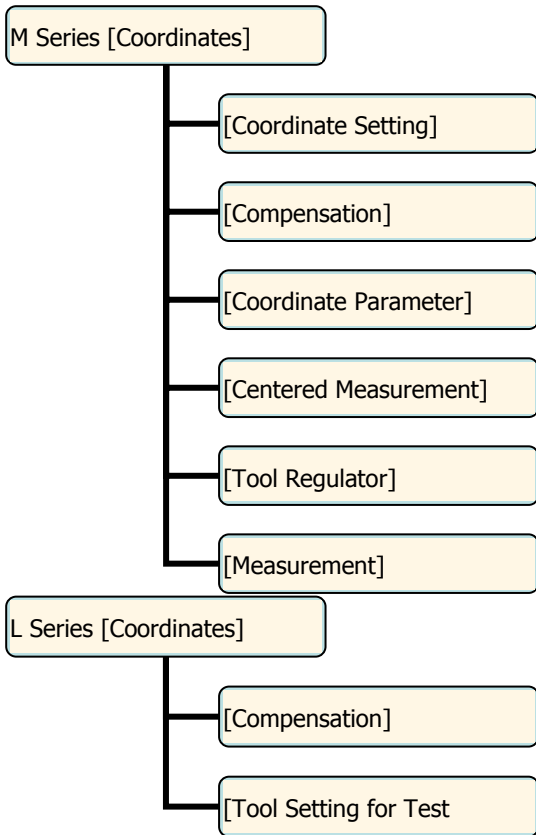 M Series [Coordinates]
[Coordinate Setting]
[Compensation]
[Coordinate Parameter]
[Centered Measurement]
[Tool Regulator]
[Measurement]
L Series [Coordinates]
[Compensation]
[Tool Setting for Test